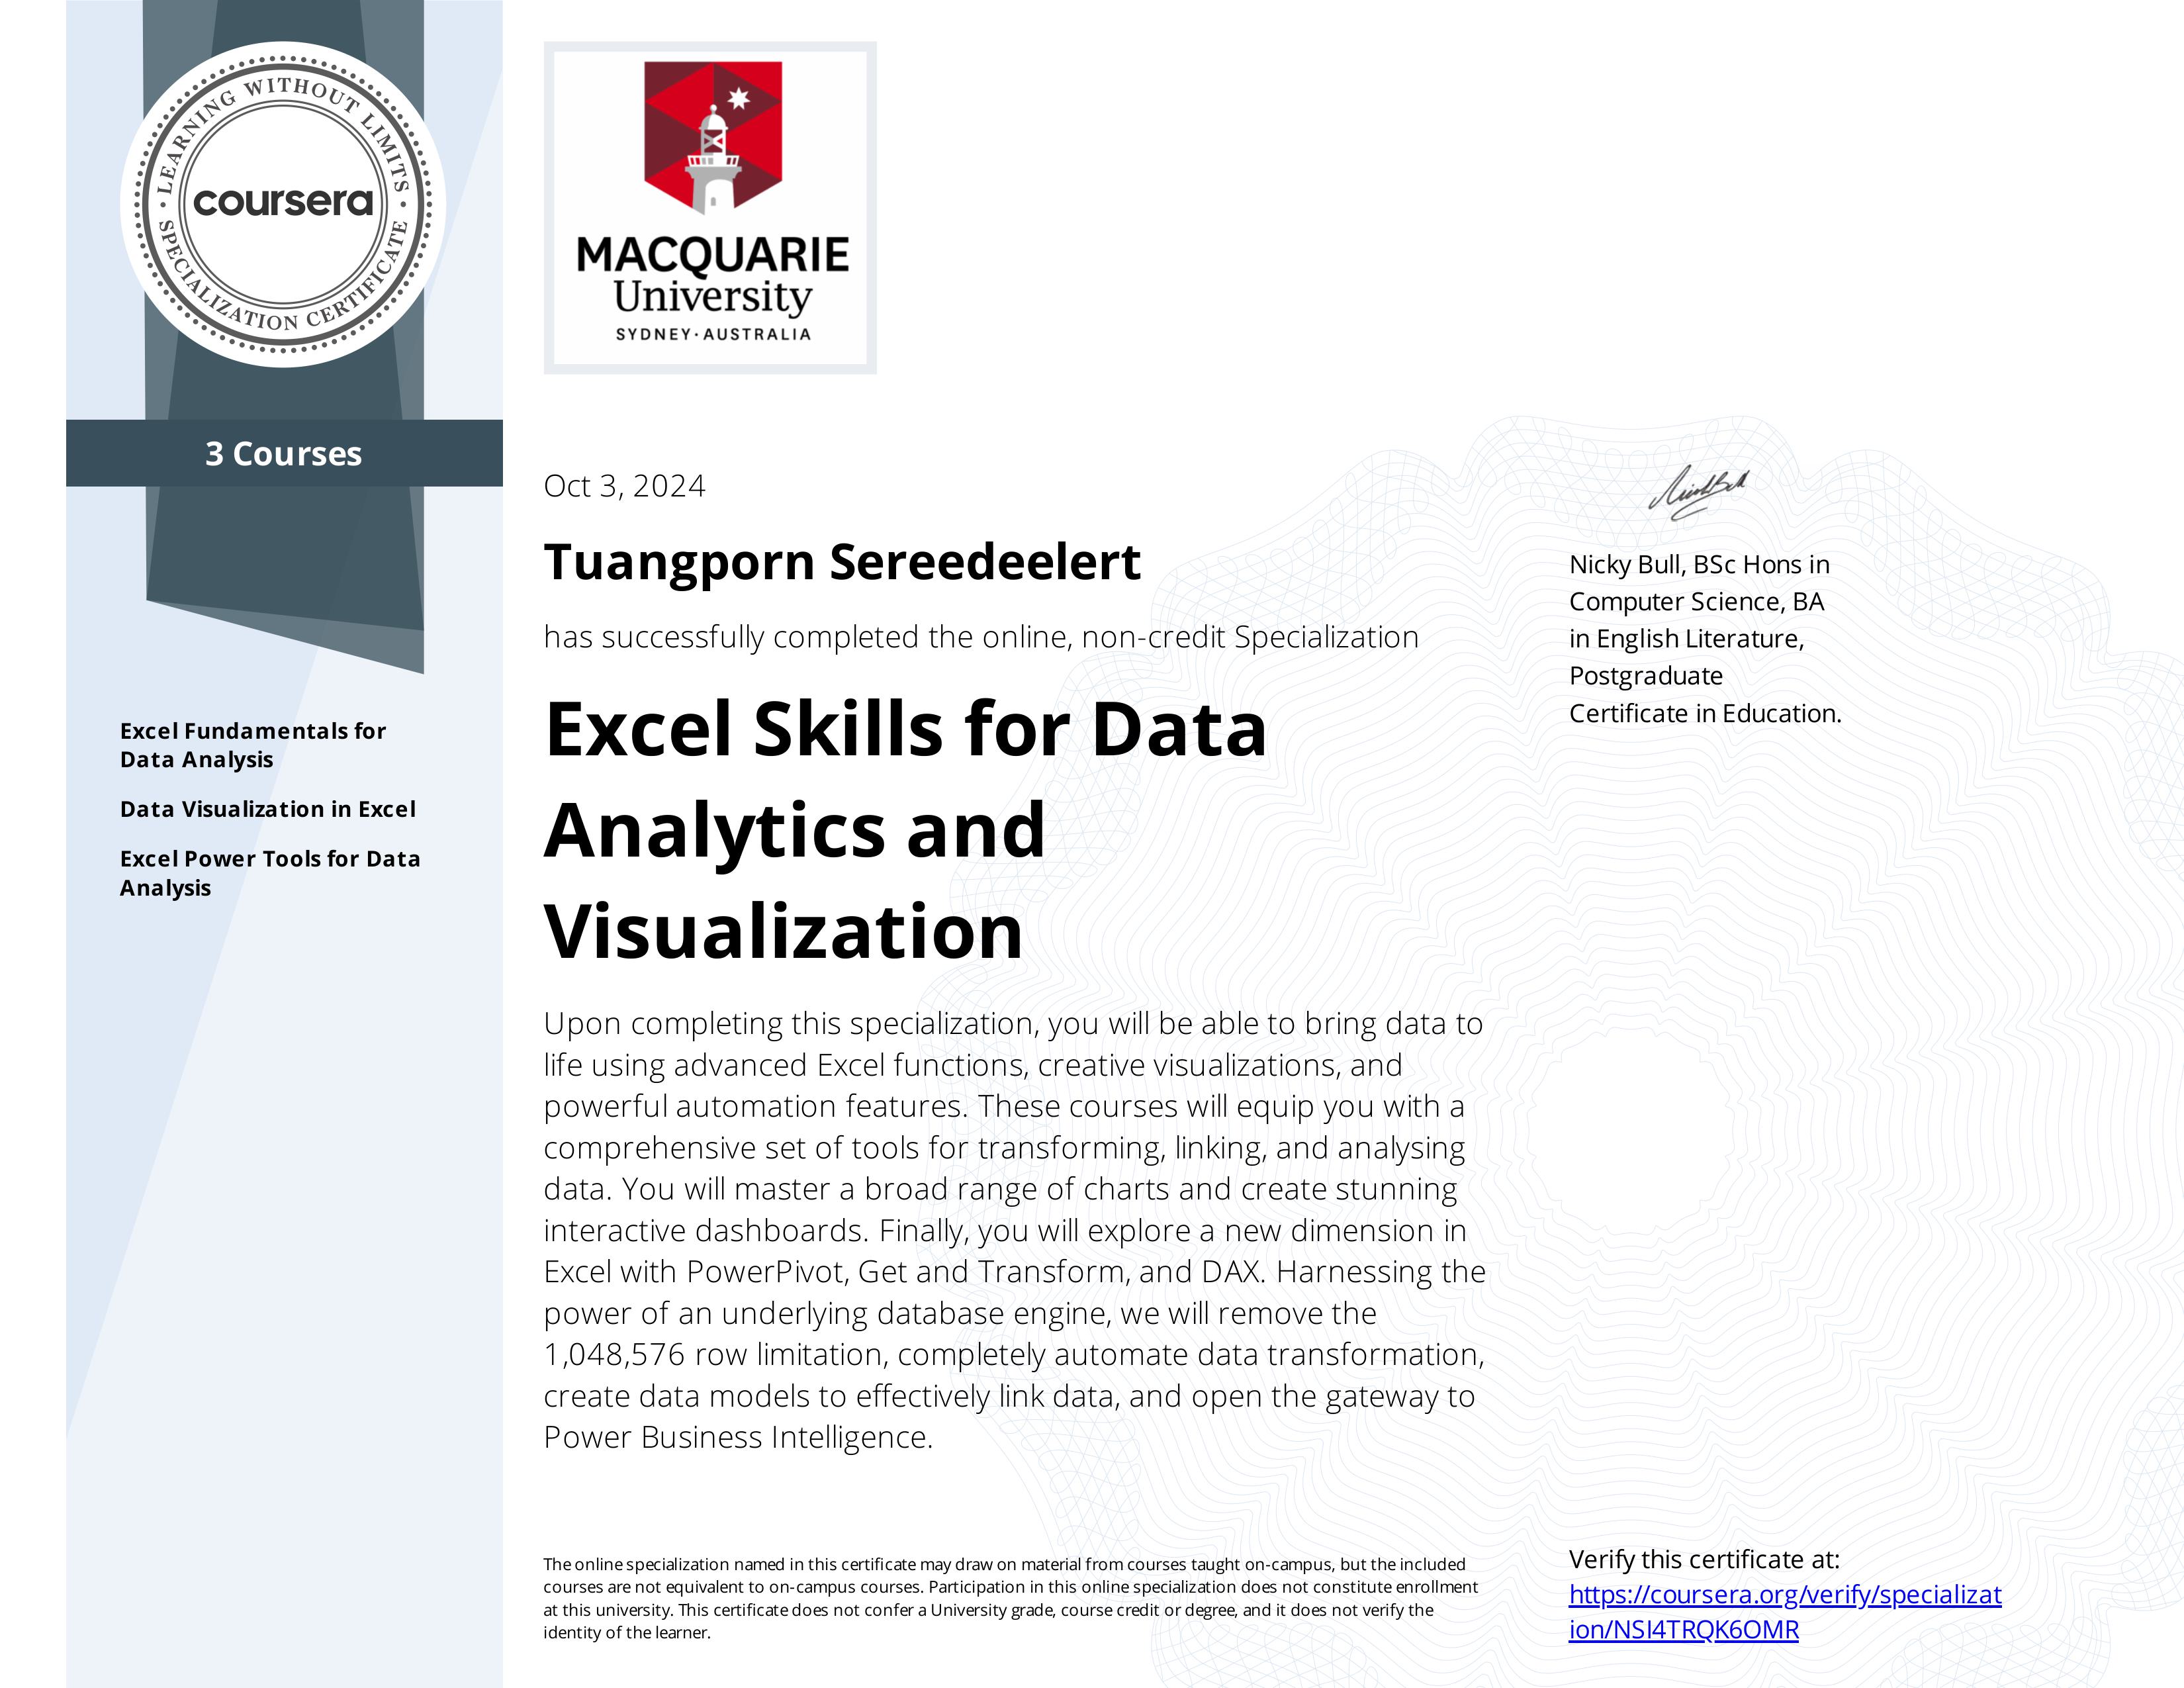 LEARNING WITHOUT LIMITS
coursera
SPECIALIZATION CERTIFICATE
3 Courses
Excel Fundamentals for
Data Analysis
Data Visualization in Excel
Excel Power Tools for Data
Analysis
MACQUARIE
University
SYDNEY·AUSTRALIA
Oct 3, 2024
Tuangporn Sereedeelert
has successfully completed the online, non-credit Specialization
Excel Skills for Data
Analytics and
Visualization
Upon completing this specialization, you will be able to bring data to
life using advanced Excel functions, creative visualizations, and
powerful automation features. These courses will equip you with a
comprehensive set of tools for transforming, linking, and analysing
data. You will master a broad range of charts and create stunning
interactive dashboards. Finally, you will explore a new dimension in
Excel with PowerPivot, Get and Transform, and DAX. Harnessing the
power of an underlying database engine, we will remove the
1,048,576 row limitation, completely automate data transformation,
create data models to effectively link data, and open the gateway to
Power Business Intelligence.
The online specialization named in this certificate may draw on material from courses taught on-campus, but the included
courses are not equivalent to on-campus courses. Participation in this online specialization does not constitute enrollment
at this university. This certificate does not confer a University grade, course credit or degree, and it does not verify the
identity of the learner.
Nicky Bull, BSc Hons in
Computer Science, BA
in English Literature,
Postgraduate
Certificate in Education.
Verify this certificate at:
https://coursera.org/verify/specializat
ion/NSI4TRQK6OMR